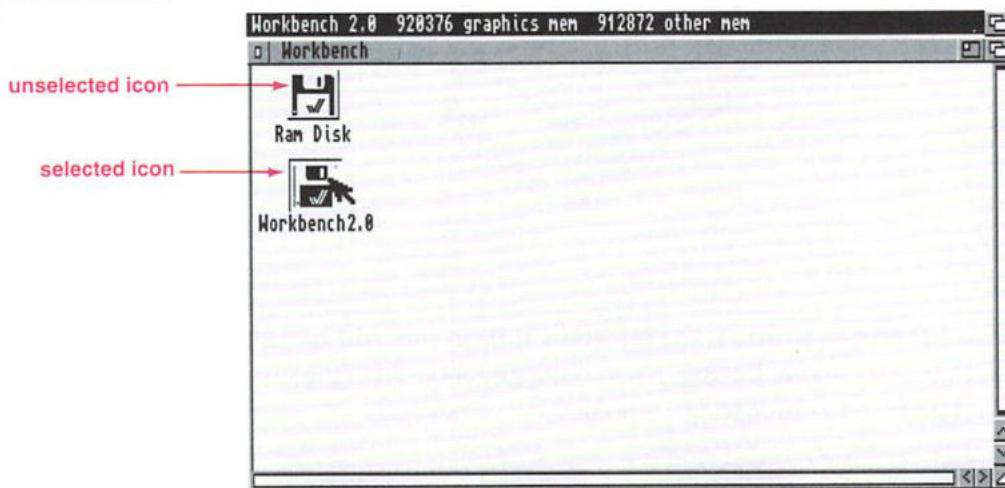 Workbench 2.0 920376 graphics mem 912872 other mem
Workbench
unselected icon
Ram Disk
selected icon
Workbench2.0